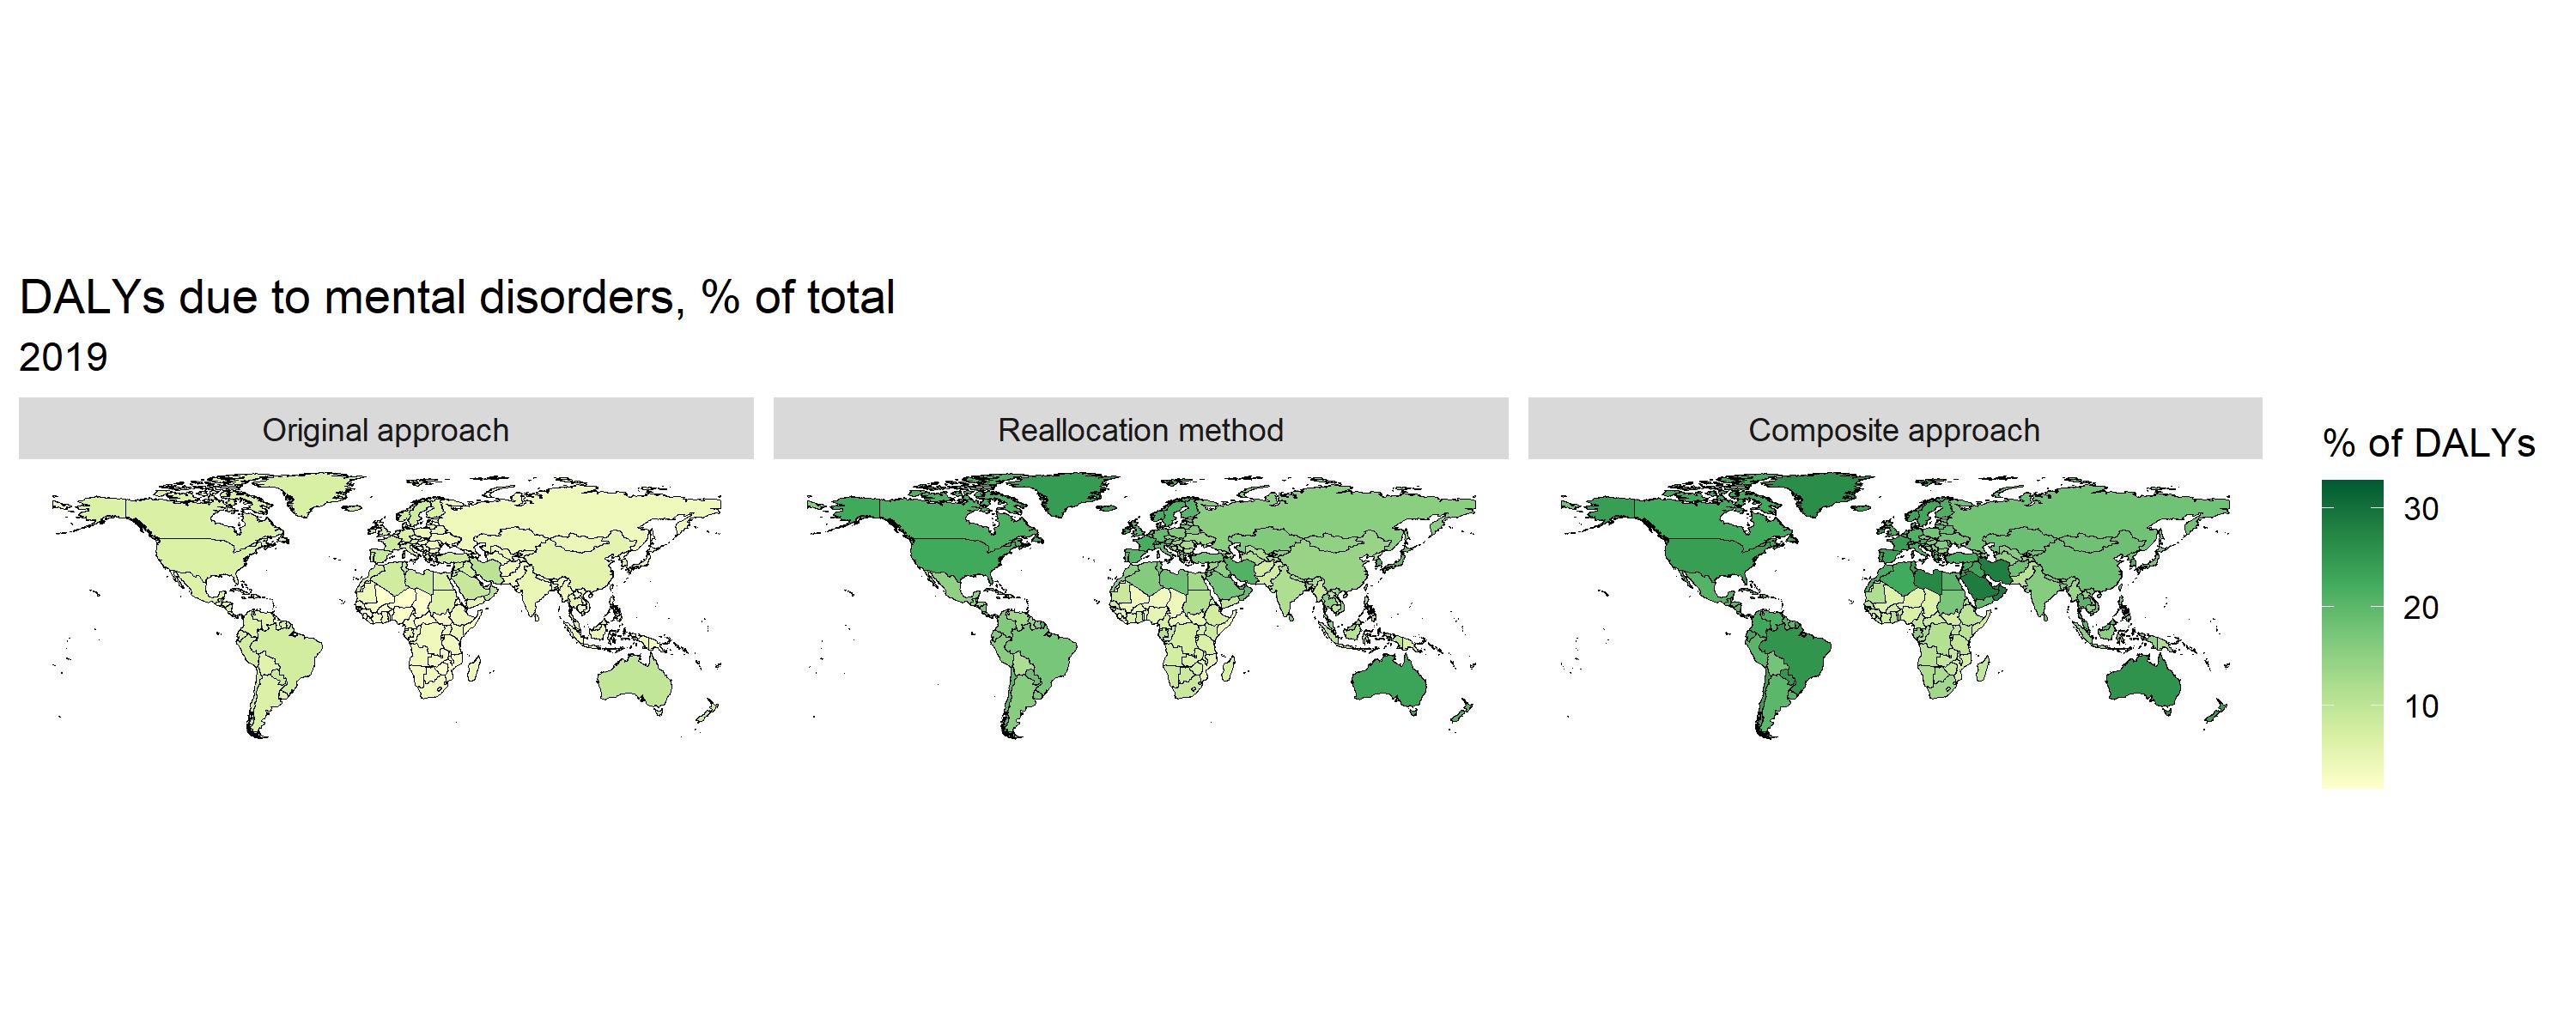 DALYs due to mental disorders, % of total
2019
Original approach
Reallocation method
Composite approach
% of DALYs
30
20
10